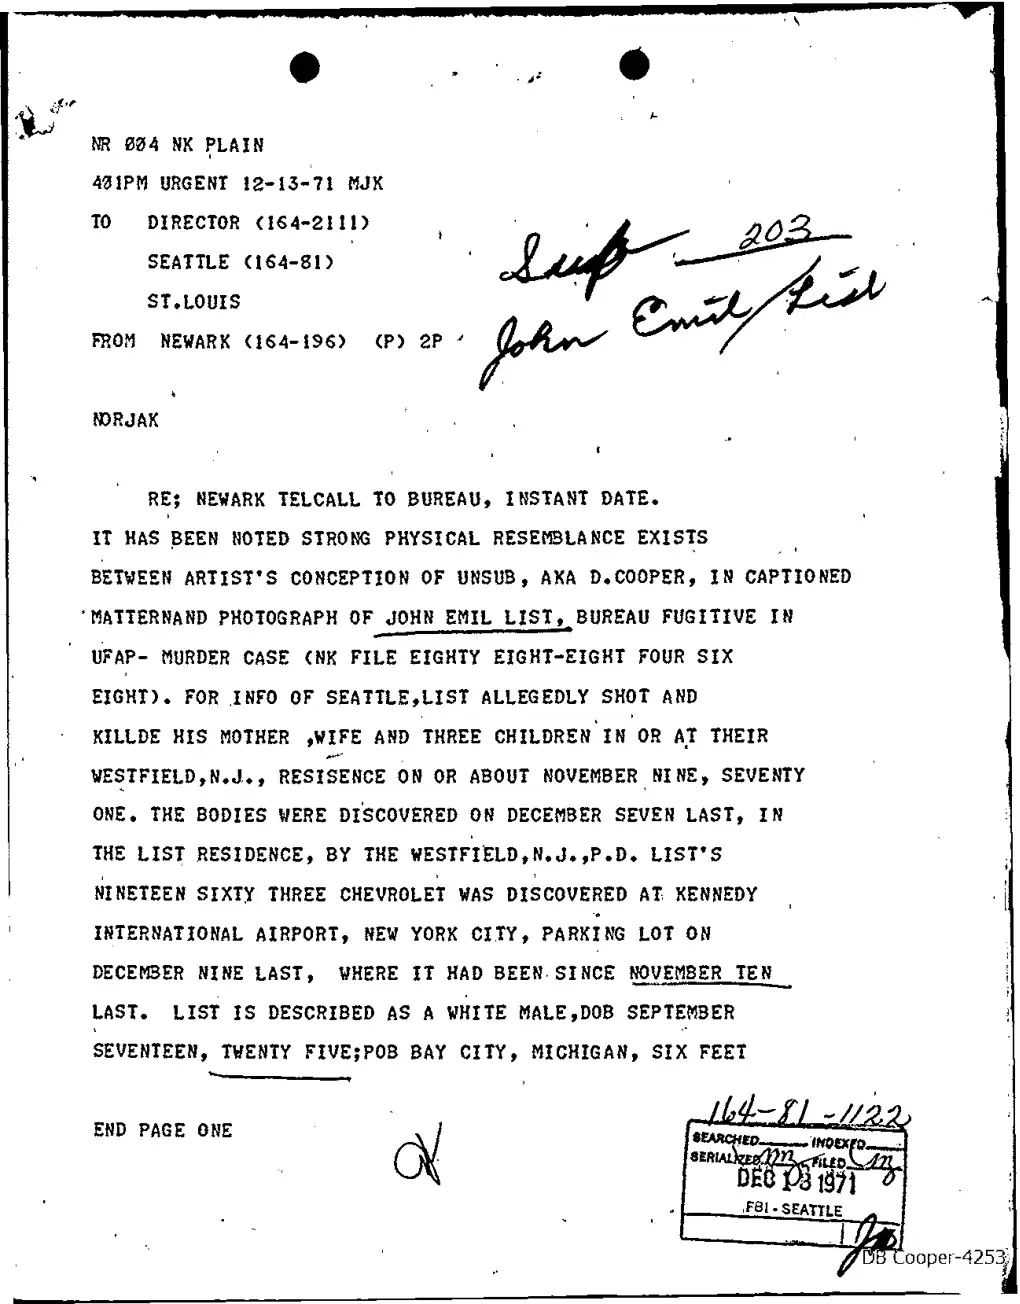 NR 004 NK PLAIN
401PM URGENT 12-13-71 MJK
TO DIRECTOR (164-2111)
SEATTLE (164-81)
ST.LOUIS
FROM NEWARK (164-196) (P) 2P
203
John Emil List
NORJAK
RE; NEWARK TELCALL TO BUREAU, INSTANT DATE.
IT HAS BEEN NOTED STRONG PHYSICAL RESEMBLANCE EXISTS
BETWEEN ARTIST'S CONCEPTION OF UNSUB, AKA D.COOPER, IN CAPTIONED
MATTERNAND PHOTOGRAPH OF JOHN EMIL LIST, BUREAU FUGITIVE IN
UFAP- MURDER CASE (NK FILE EIGHTY EIGHT-EIGHT FOUR SIX
EIGHT). FOR INFO OF SEATTLE,LIST ALLEGEDLY SHOT AND
KILLDE HIS MOTHER ,WIFE AND THREE CHILDREN IN OR AT THEIR
WESTFIELD,N.J., RESISENCE ON OR ABOUT NOVEMBER NINE, SEVENTY
ONE. THE BODIES WERE DISCOVERED ON DECEMBER SEVEN LAST, IN
THE LIST RESIDENCE, BY THE WESTFIELD,N.J.,P.D. LIST'S
NINETEEN SIXTY THREE CHEVROLET WAS DISCOVERED AT KENNEDY
INTERNATIONAL AIRPORT, NEW YORK CITY, PARKING LOT ON
DECEMBER NINE LAST, WHERE IT HAD BEEN SINCE NOVEMBER TEN
LAST. LIST IS DESCRIBED AS A WHITE MALE,DOB SEPTEMBER
SEVENTEEN, TWENTY FIVE;POB BAY CITY, MICHIGAN, SIX FEET
END PAGE ONE
164-81-1122
SEARCHED INDEXED
SERIALIZED FILED
DEC 13 1971
FBI - SEATTLE
DB Cooper-4253